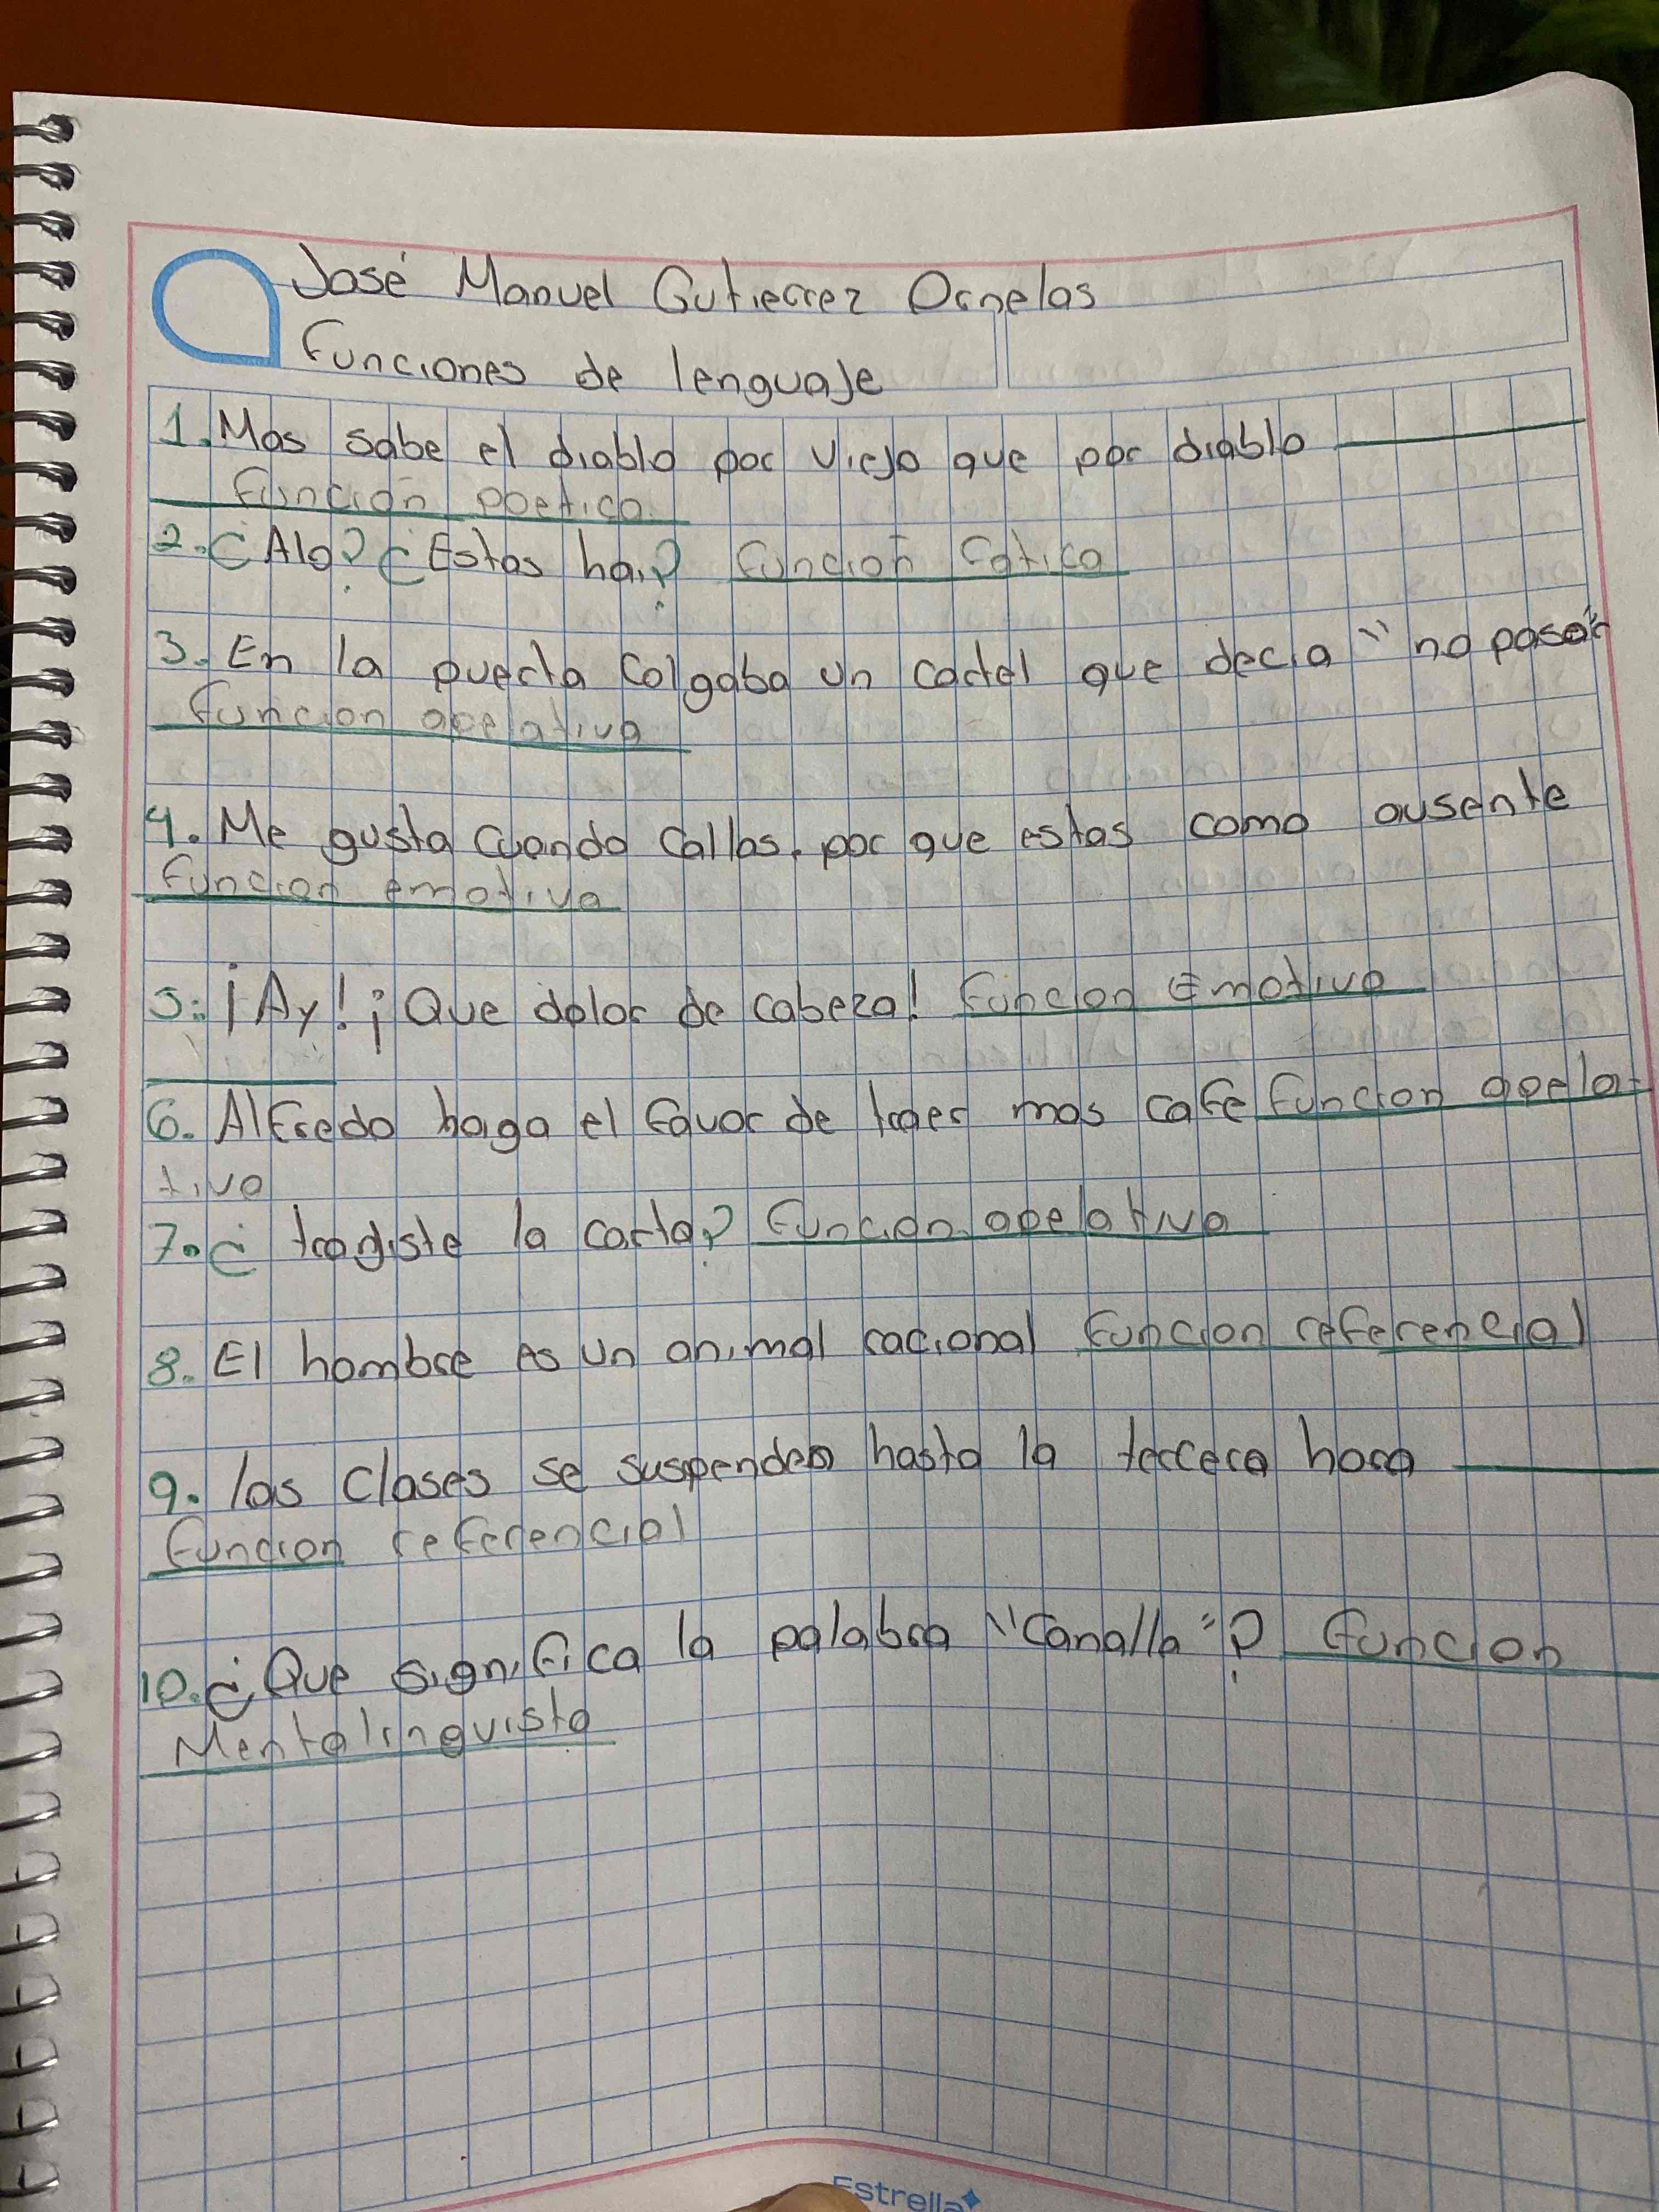 José Manuel Gutierrez Ornelas
Funciones de lenguaje
1. Mas sabe el diablo por viejo que por diablo
función poetica
2. ¿Alo? ¿Estas hai? funcion fatica
3. En la puerta colgaba un cartel que decia "no pasar"
funcion apelativa
4. Me gusta cuando callas, por que estas como ausente
funcion emotiva
5. ¡Ay! ¡Que dolor de cabeza! funcion Emotiva
6. Alfredo haga el favor de traer mas cafe funcion apela-
tiva
7. ¿ trajiste la carta? funcion apelativa
8. El hombre es un animal racional funcion referencial
9. las clases se suspenden hasta la tercera hora
funcion referencial
10. ¿Que significa la palabra "Canalla"? funcion
Mentalinguista
Estrella